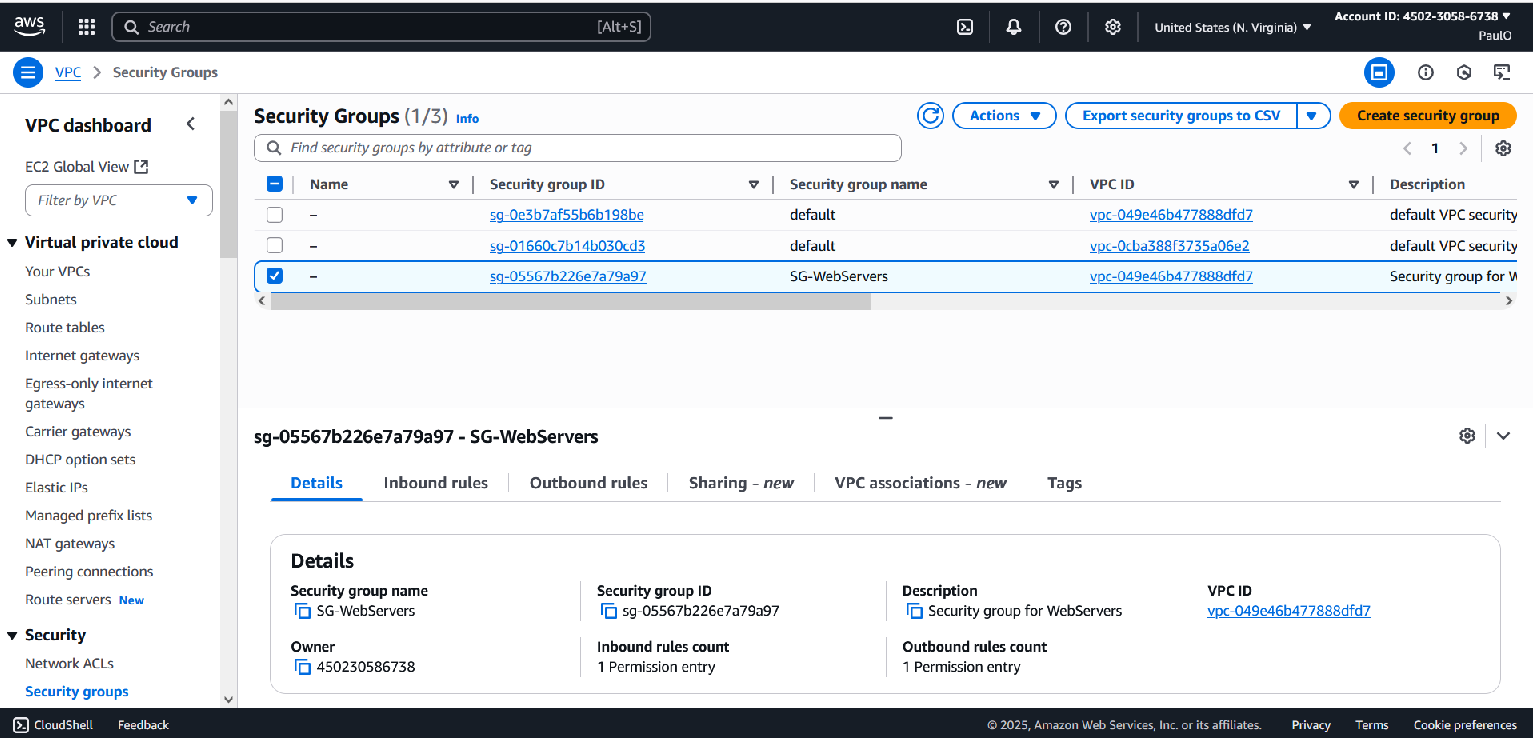 aws
Search [Alt+S]
United States (N. Virginia)
Account ID: 4502-3058-6738
PaulO
VPC Security Groups
VPC dashboard
EC2 Global View
Filter by VPC
Virtual private cloud
Your VPCs
Subnets
Route tables
Internet gateways
Egress-only internet
gateways
Carrier gateways
DHCP option sets
Elastic IPs
Managed prefix lists
NAT gateways
Peering connections
Route servers New
Security
Network ACLs
Security groups
Security Groups (1/3) Info
Actions
Export security groups to CSV
Create security group
Find security groups by attribute or tag
1
Name Security group ID Security group name VPC ID Description
– sg-0e3b7af55b6b198be default vpc-049e46b477888dfd7 default VPC security
– sg-01660c7b14b030cd3 default vpc-0cba388f3735a06e2 default VPC security
– sg-05567b226e7a79a97 SG-WebServers vpc-049e46b477888dfd7 Security group for W
sg-05567b226e7a79a97 - SG-WebServers
Details Inbound rules Outbound rules Sharing - new VPC associations - new Tags
Details
Security group name
SG-WebServers
Security group ID
sg-05567b226e7a79a97
Description
Security group for WebServers
VPC ID
vpc-049e46b477888dfd7
Owner
450230586738
Inbound rules count
1 Permission entry
Outbound rules count
1 Permission entry
CloudShell Feedback © 2025, Amazon Web Services, Inc. or its affiliates. Privacy Terms Cookie preferences